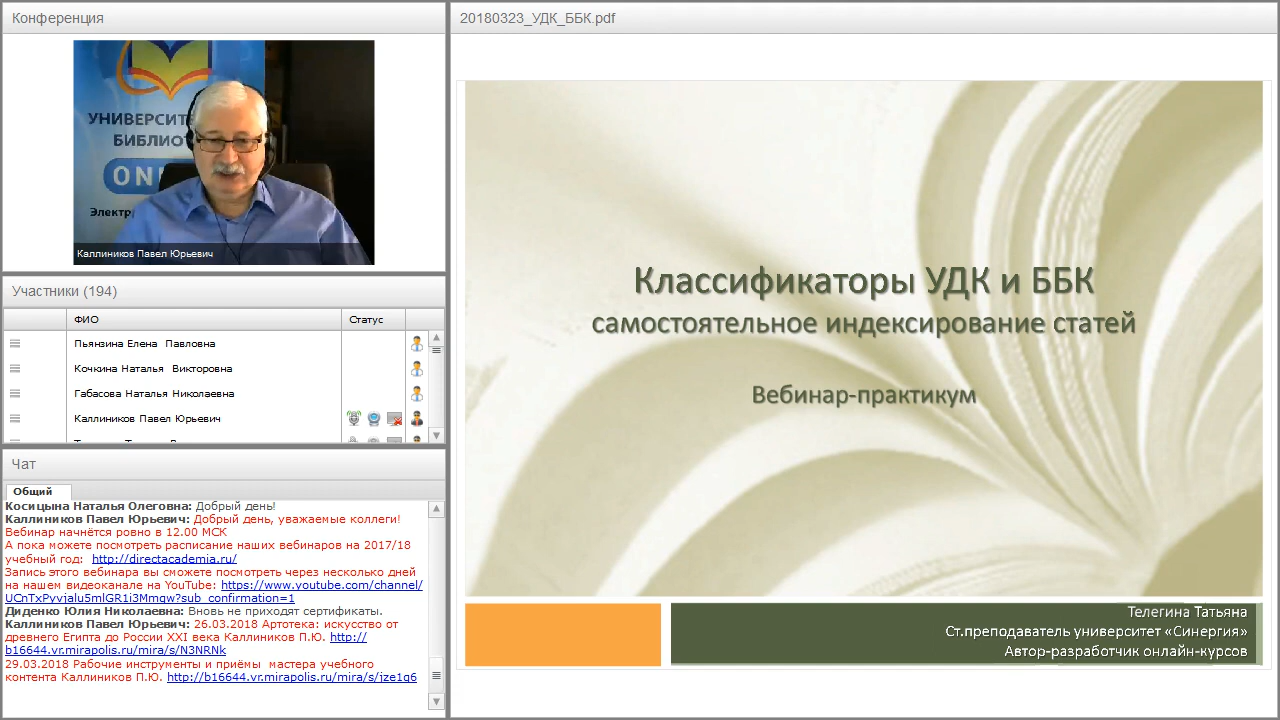 Конференция
УНИВЕРСИТЕ
БИБЛИО
ONL
Электр
Каллиников Павел Юрьевич
Участники (194)
ФИО Статус
Пьянзина Елена Павловна
Кочкина Наталья Викторовна
Габасова Наталья Николаевна
Каллиников Павел Юрьевич
Чат
Общий
Косицына Наталья Олеговна: Добрый день!
Каллиников Павел Юрьевич: Добрый день, уважаемые коллеги!
Вебинар начнётся ровно в 12.00 МСК
А пока можете посмотреть расписание наших вебинаров на 2017/18
учебный год: http://directacademia.ru/
Запись этого вебинара вы сможете посмотреть через несколько дней
на нашем видеоканале на YouTube: https://www.youtube.com/channel/
UCnTxPyvjalu5mlGR1i3Mmqw?sub_confirmation=1
Диденко Юлия Николаевна: Вновь не приходят сертификаты.
Каллиников Павел Юрьевич: 26.03.2018 Артотека: искусство от
древнего Египта до России XXI века Каллиников П.Ю. http://
b16644.vr.mirapolis.ru/mira/s/N3NRNk
29.03.2018 Рабочие инструменты и приёмы мастера учебного
контента Каллиников П.Ю. http://b16644.vr.mirapolis.ru/mira/s/jze1q6
20180323_УДК_ББК.pdf
Классификаторы УДК и ББК
самостоятельное индексирование статей
Вебинар-практикум
Телегина Татьяна
Ст.преподаватель университет «Синергия»
Автор-разработчик онлайн-курсов